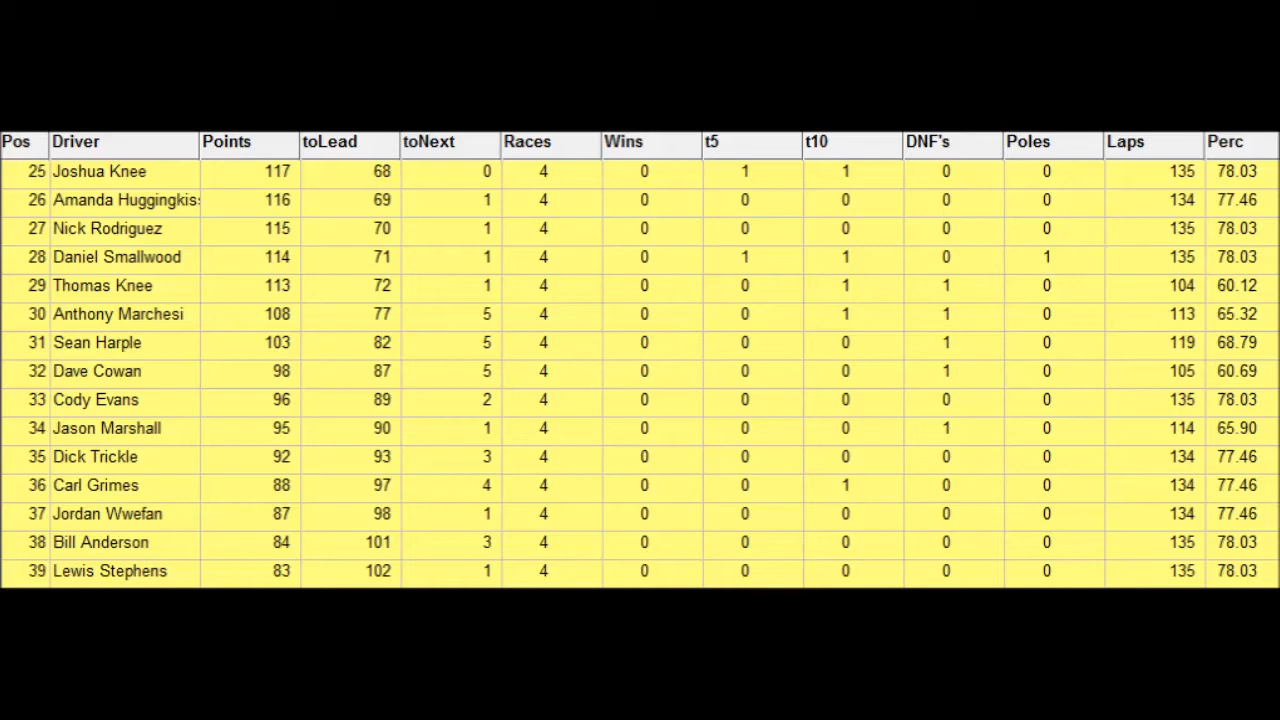 Pos Driver Points toLead toNext Races Wins t5 t10 DNF's Poles Laps Perc
25 Joshua Knee 117 68 0 4 0 1 1 0 0 135 78.03
26 Amanda Huggingkiss 116 69 1 4 0 0 0 0 0 134 77.46
27 Nick Rodriguez 115 70 1 4 0 0 0 0 0 135 78.03
28 Daniel Smallwood 114 71 1 4 0 1 1 0 1 135 78.03
29 Thomas Knee 113 72 1 4 0 0 1 1 0 104 60.12
30 Anthony Marchesi 108 77 5 4 0 0 1 1 0 113 65.32
31 Sean Harple 103 82 5 4 0 0 0 1 0 119 68.79
32 Dave Cowan 98 87 5 4 0 0 0 1 0 105 60.69
33 Cody Evans 96 89 2 4 0 0 0 0 0 135 78.03
34 Jason Marshall 95 90 1 4 0 0 0 1 0 114 65.90
35 Dick Trickle 92 93 3 4 0 0 0 0 0 134 77.46
36 Carl Grimes 88 97 4 4 0 0 1 0 0 134 77.46
37 Jordan Wwefan 87 98 1 4 0 0 0 0 0 134 77.46
38 Bill Anderson 84 101 3 4 0 0 0 0 0 135 78.03
39 Lewis Stephens 83 102 1 4 0 0 0 0 0 135 78.03